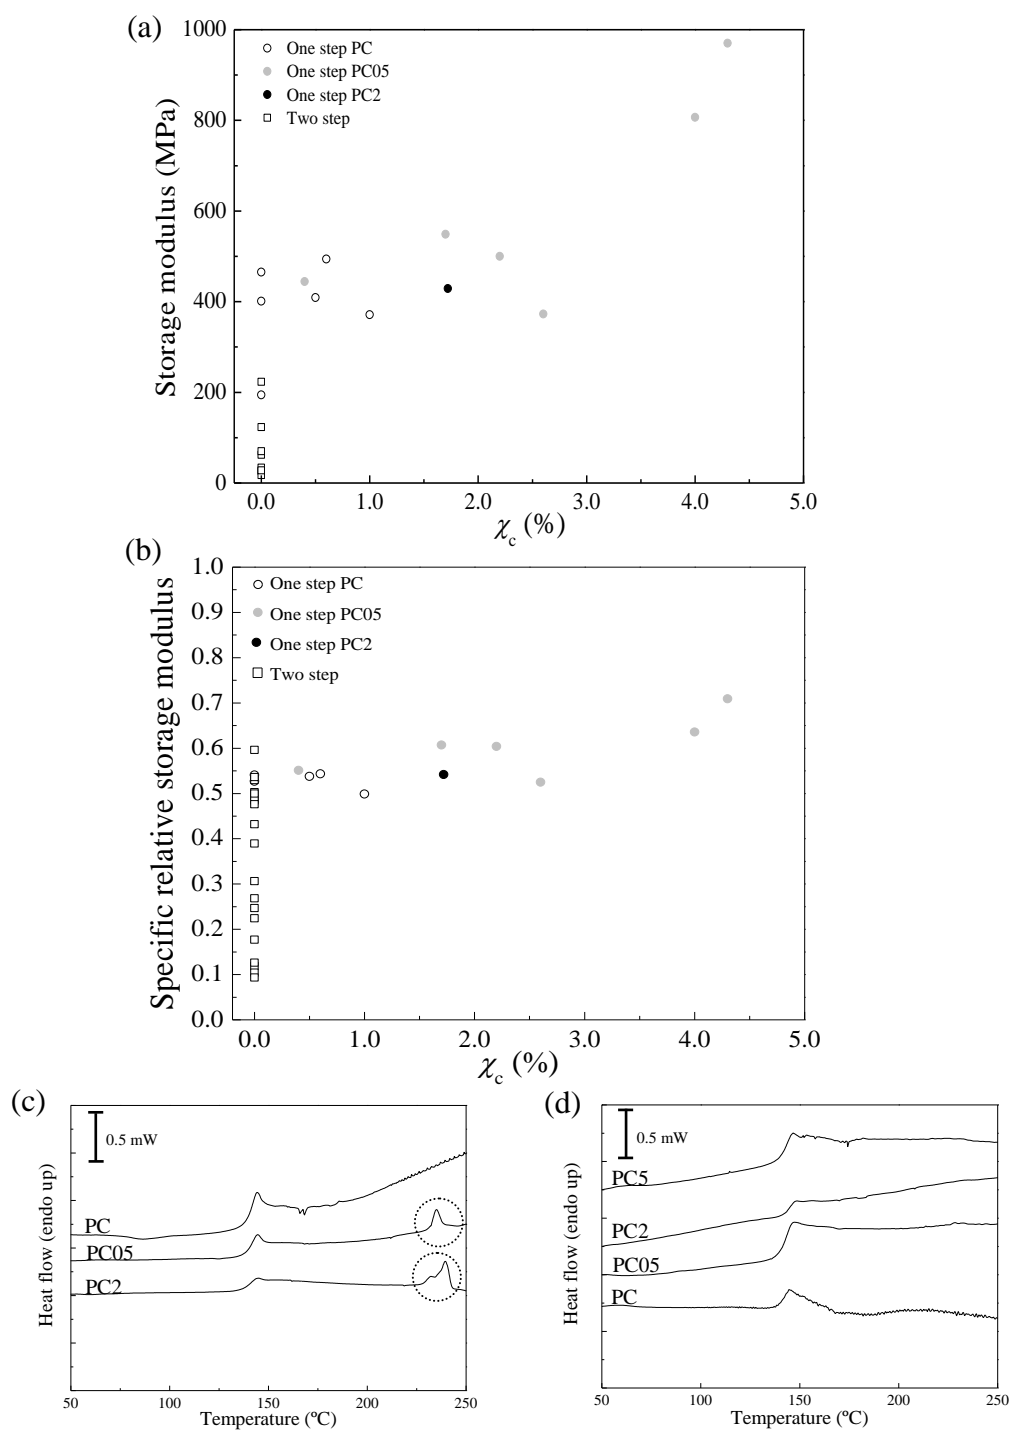 (a)
1000
One step PC
One step PC05
One step PC2
Two step
800
600
400
200
0
Storage modulus (MPa)
0.0 1.0 2.0 3.0 4.0 5.0
χc (%)
(b)
1.0
One step PC
One step PC05
One step PC2
Two step
0.9
0.8
0.7
0.6
0.5
0.4
0.3
0.2
0.1
0.0
Specific relative storage modulus
0.0 1.0 2.0 3.0 4.0 5.0
χc (%)
(c)
0.5 mW
PC
PC05
PC2
Heat flow (endo up)
50 100 150 200 250
Temperature (ºC)
(d)
0.5 mW
PC5
PC2
PC05
PC
Heat flow (endo up)
50 100 150 200 250
Temperature (ºC)